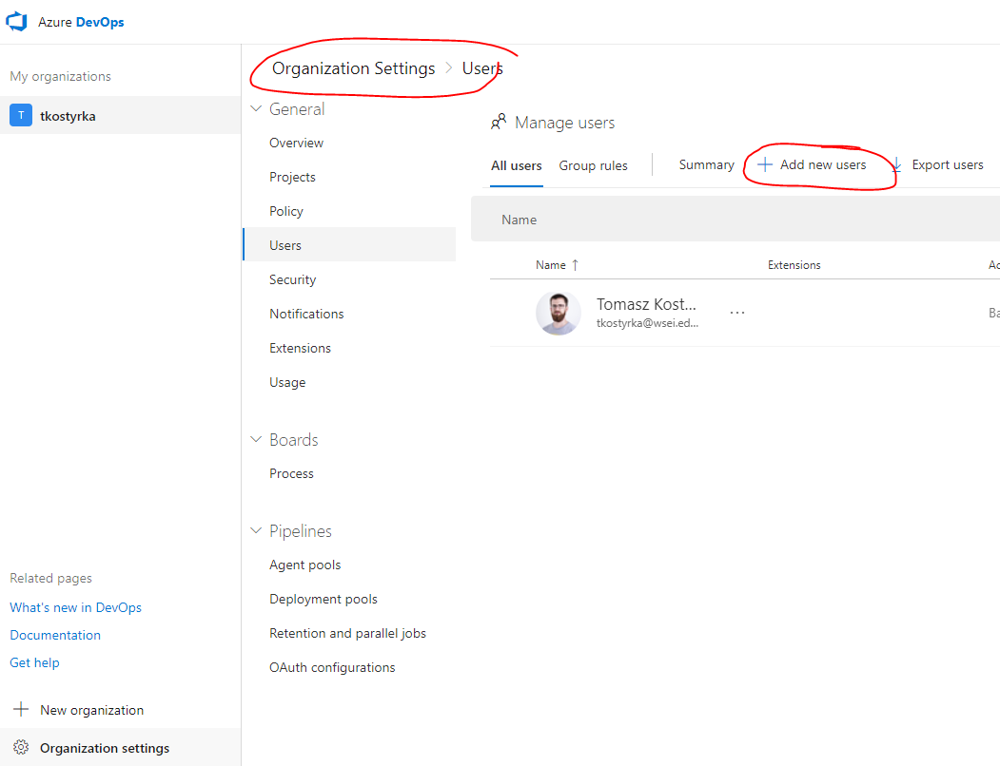 Azure DevOps
My organizations
T
tkostyrka
Related pages
What's new in DevOps
Documentation
Get help
New organization
Organization settings
Organization Settings > Users
General
Overview
Projects
Policy
Users
Security
Notifications
Extensions
Usage
Boards
Process
Pipelines
Agent pools
Deployment pools
Retention and parallel jobs
OAuth configurations
Manage users
All users Group rules Summary Add new users Export users
Name
Name ↑ Extensions Ac
Tomasz Kost... ... Ba
tkostyrka@wsei.ed...